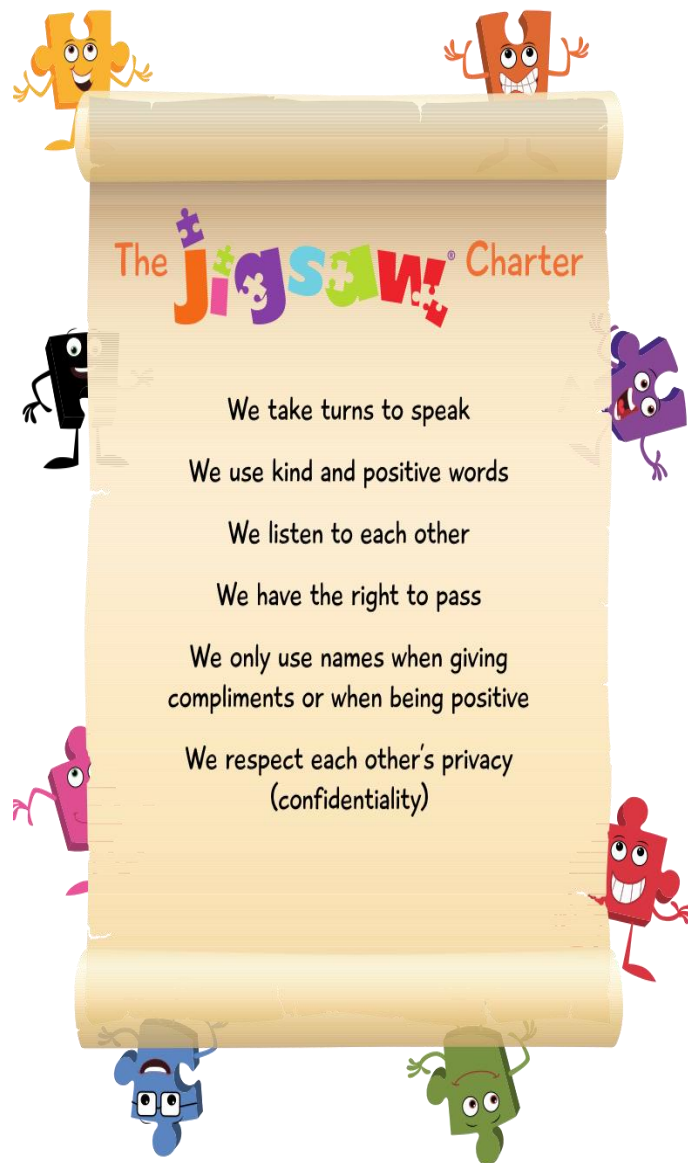 The jigsaw® Charter
We take turns to speak
We use kind and positive words
We listen to each other
We have the right to pass
We only use names when giving
compliments or when being positive
We respect each other's privacy
(confidentiality)